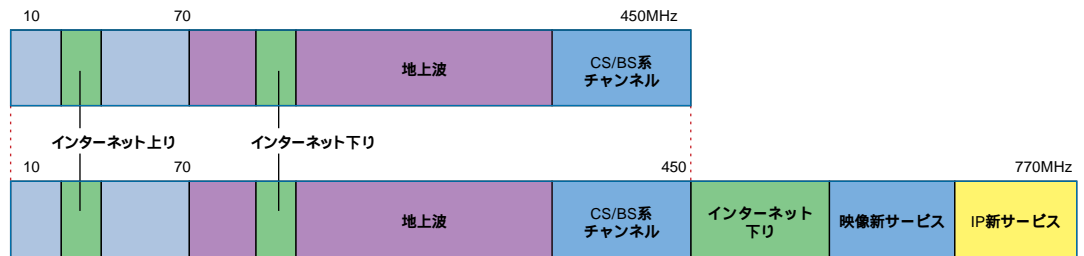 10 70 450MHz
地上波
CS/BS系
チャンネル
インターネット上り インターネット下り
10 70 450 770MHz
地上波
CS/BS系
チャンネル
インターネット
下り
映像新サービス
IP新サービス